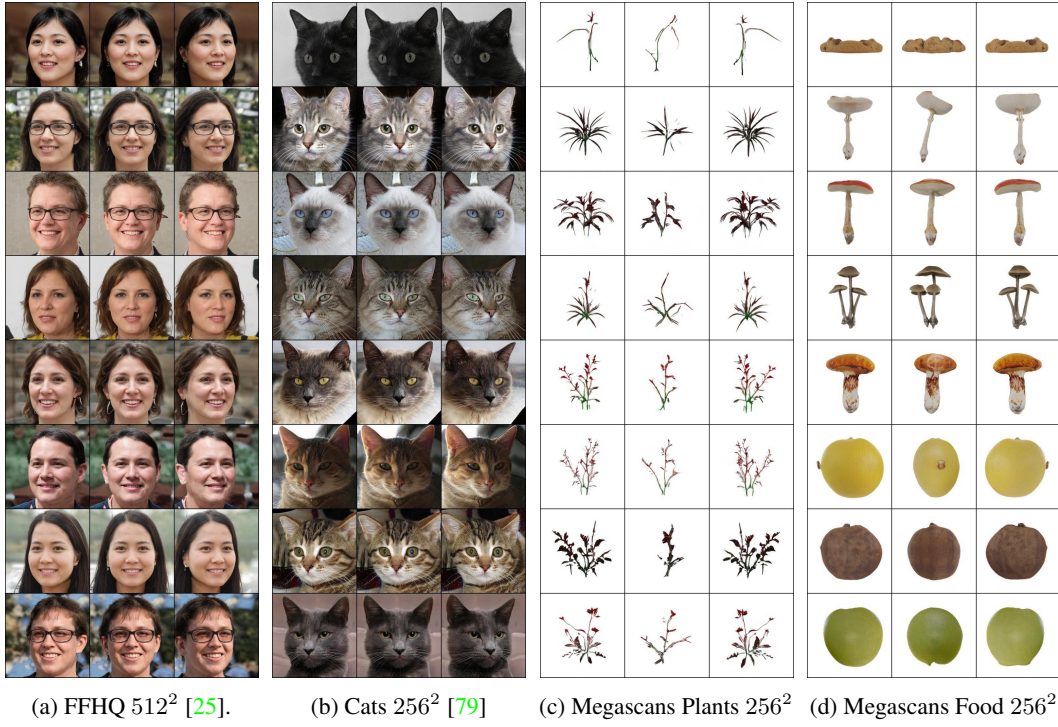 (a) FFHQ 512² [25].
(b) Cats 256² [79]
(c) Megascans Plants 256²
(d) Megascans Food 256²